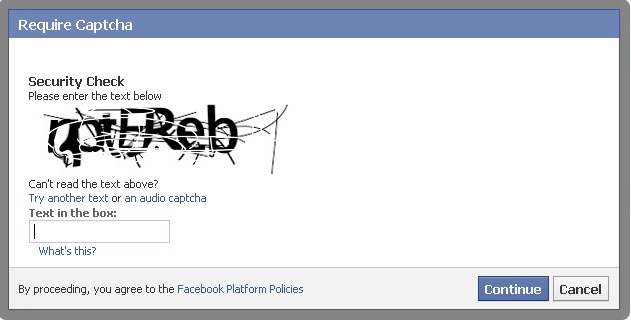 Require Captcha
Security Check
Please enter the text below
Can't read the text above?
Try another text or an audio captcha
Text in the box:
What's this?
By proceeding, you agree to the Facebook Platform Policies
Continue Cancel